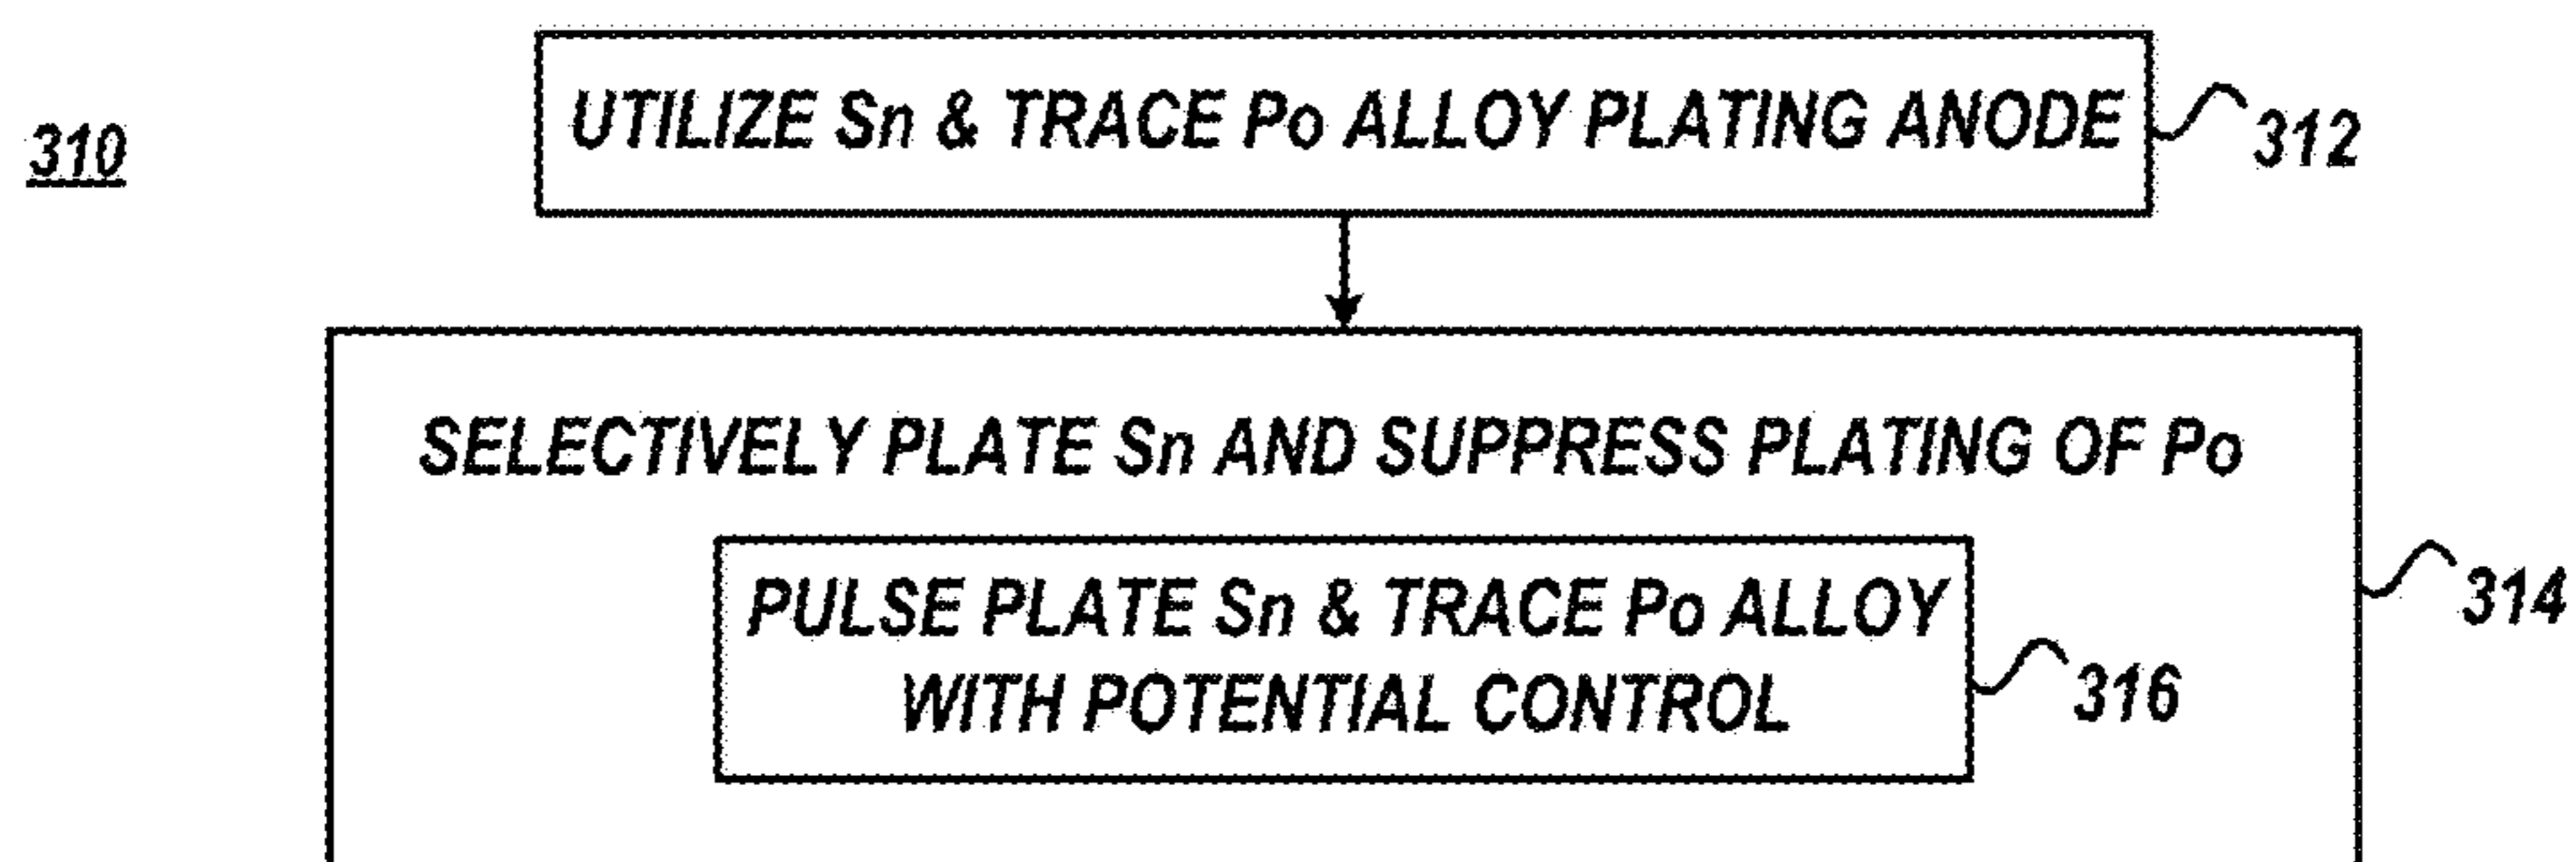 310
UTILIZE Sn & TRACE Po ALLOY PLATING ANODE
312
SELECTIVELY PLATE Sn AND SUPPRESS PLATING OF Po
314
PULSE PLATE Sn & TRACE Po ALLOY
WITH POTENTIAL CONTROL
316